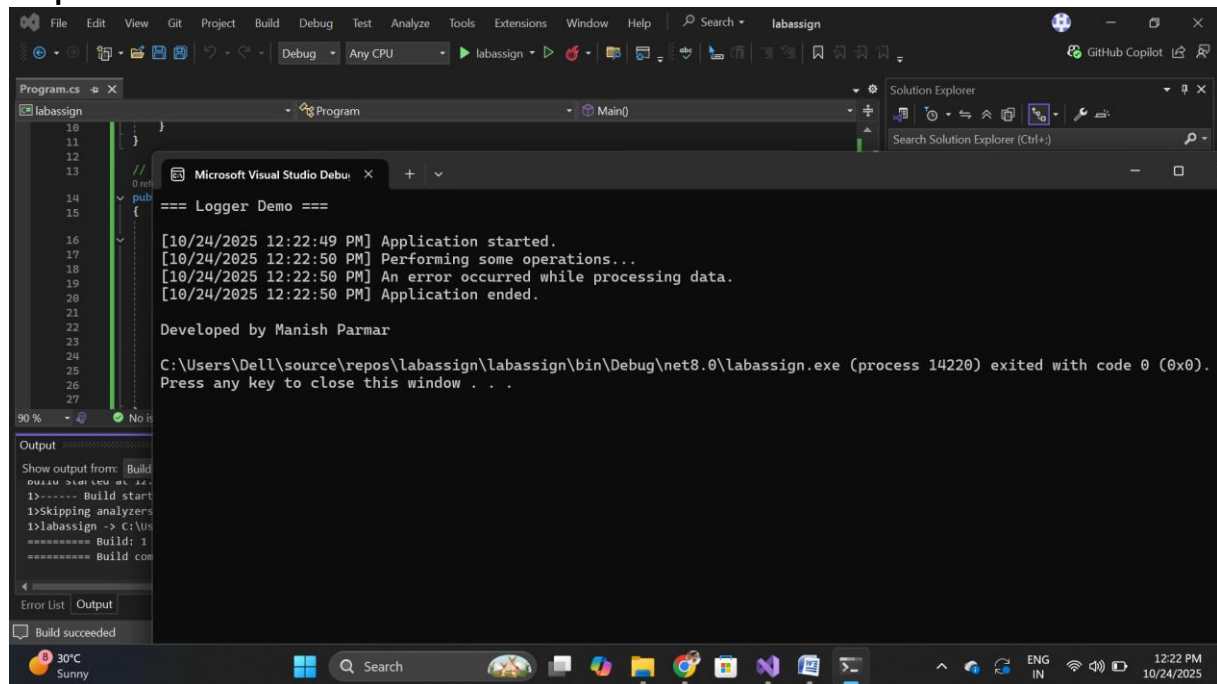 File Edit View Git Project Build Debug Test Analyze Tools Extensions Window Help Search labassign
Debug Any CPU labassign GitHub Copilot
Program.cs
Solution Explorer
labassign Program Main()
Search Solution Explorer (Ctrl+;)
10 }
11 }
12
13 //
14 pub
15 {
16
17
18
19
20
21
22
23
24
25
26
27
Microsoft Visual Studio Debu
=== Logger Demo ===
[10/24/2025 12:22:49 PM] Application started.
[10/24/2025 12:22:50 PM] Performing some operations...
[10/24/2025 12:22:50 PM] An error occurred while processing data.
[10/24/2025 12:22:50 PM] Application ended.
Developed by Manish Parmar
C:\Users\Dell\source\repos\labassign\labassign\bin\Debug\net8.0\labassign.exe (process 14220) exited with code 0 (0x0).
Press any key to close this window . . .
90 % No is
Output
Show output from: Build
Build started at 12:
1>------ Build start
1>Skipping analyzers
1>labassign -> C:\Us
========== Build: 1
========== Build com
Error List Output
Build succeeded
8 30°C
Sunny
Search
ENG
IN
12:22 PM
10/24/2025